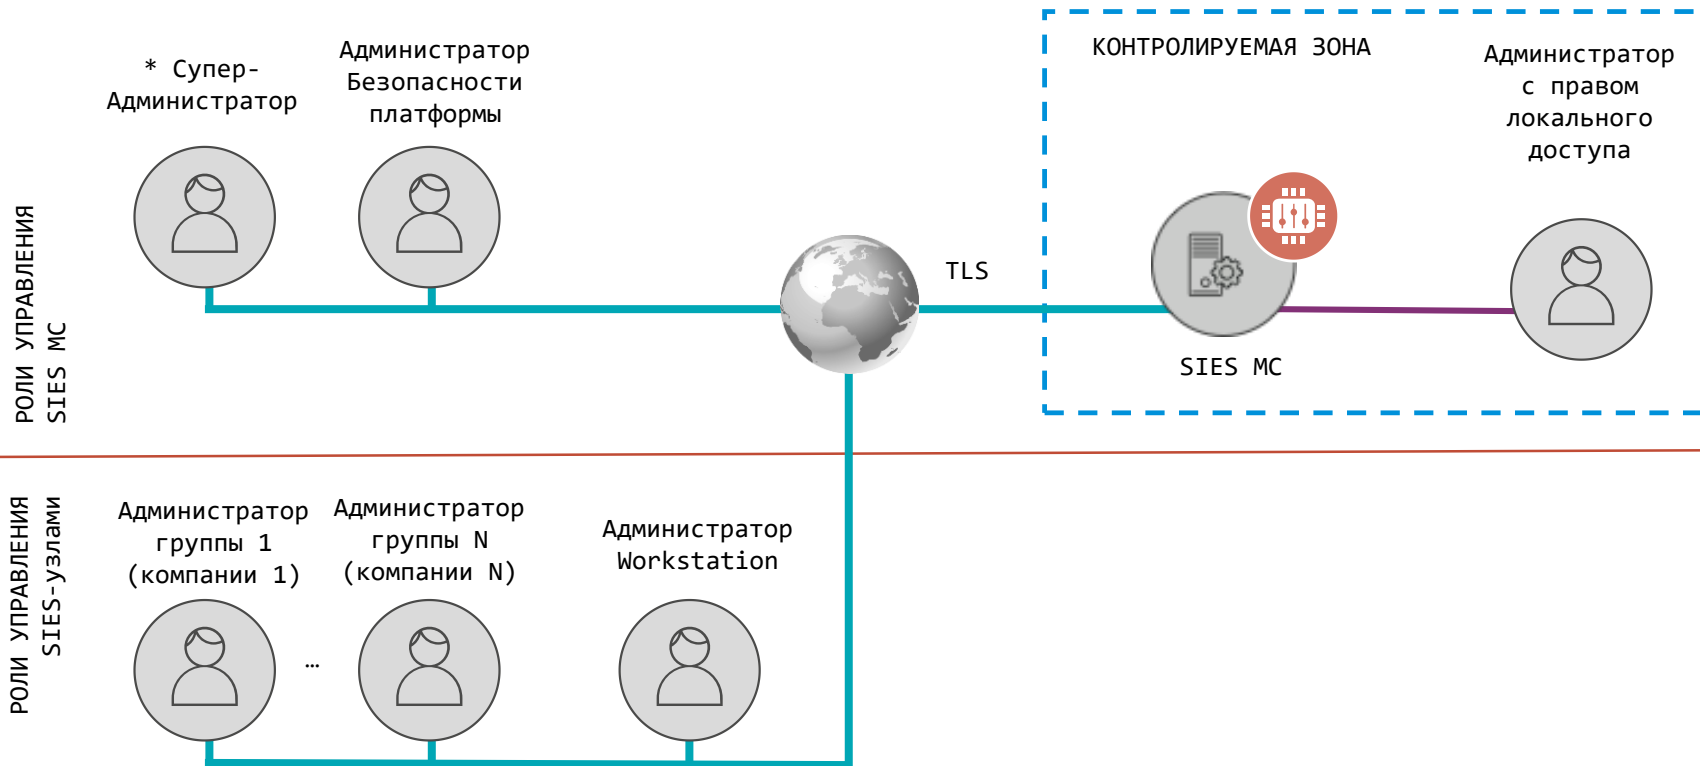 * Супер-
Администратор
Администратор
Безопасности
платформы
КОНТРОЛИРУЕМАЯ ЗОНА
Администратор
с правом
локального
доступа
РОЛИ УПРАВЛЕНИЯ
SIES MC
TLS
SIES MC
РОЛИ УПРАВЛЕНИЯ
SIES-узлами
Администратор
группы 1
(компании 1)
…
Администратор
группы N
(компании N)
Администратор
Workstation